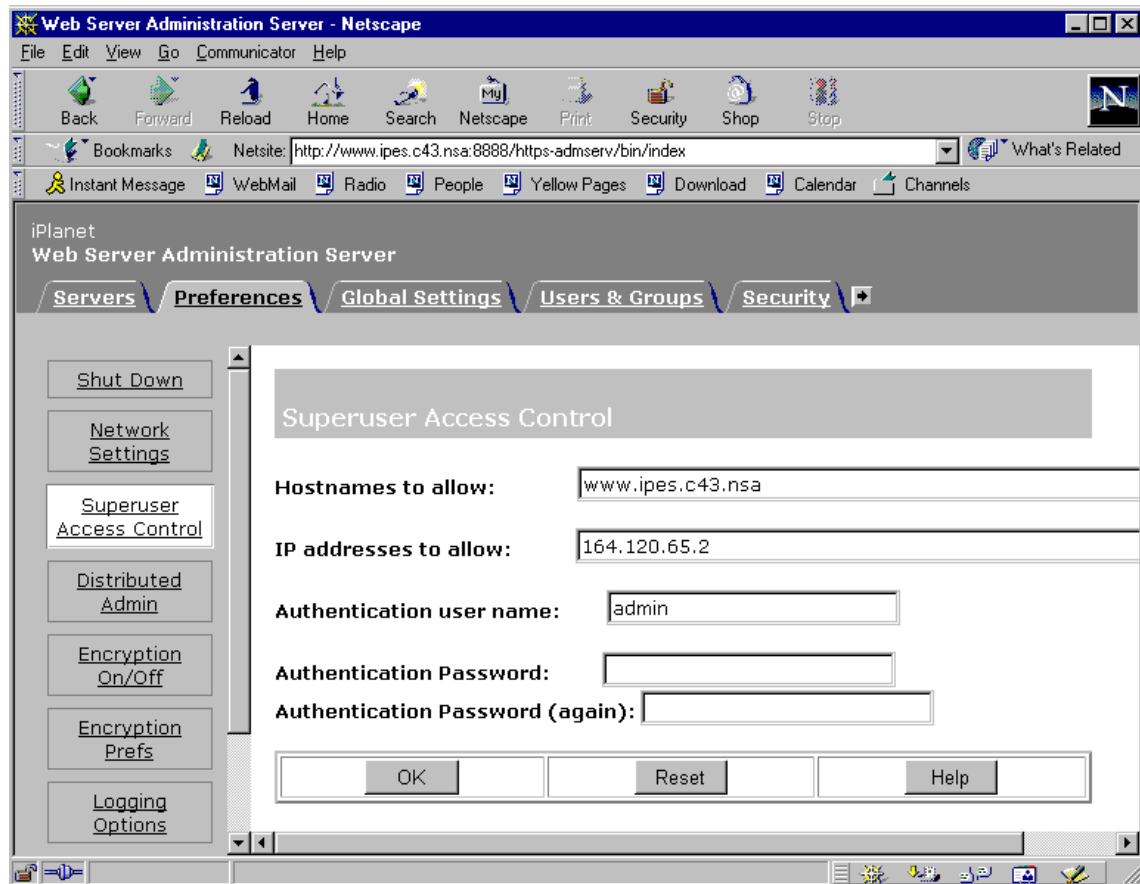 Web Server Administration Server - Netscape
File Edit View Go Communicator Help
Back Forward Reload Home Search Netscape Print Security Shop Stop
My
N
Bookmarks Netsite: http://www.ipes.c43.nsa:8888/https-admserv/bin/index What's Related
Instant Message WebMail Radio People Yellow Pages Download Calendar Channels
iPlanet
Web Server Administration Server
Servers Preferences Global Settings Users & Groups Security
Shut Down
Network
Settings
Superuser
Access Control
Distributed
Admin
Encryption
On/Off
Encryption
Prefs
Logging
Options
Superuser Access Control
Hostnames to allow: www.ipes.c43.nsa
IP addresses to allow: 164.120.65.2
Authentication user name: admin
Authentication Password:
Authentication Password (again):
OK Reset Help